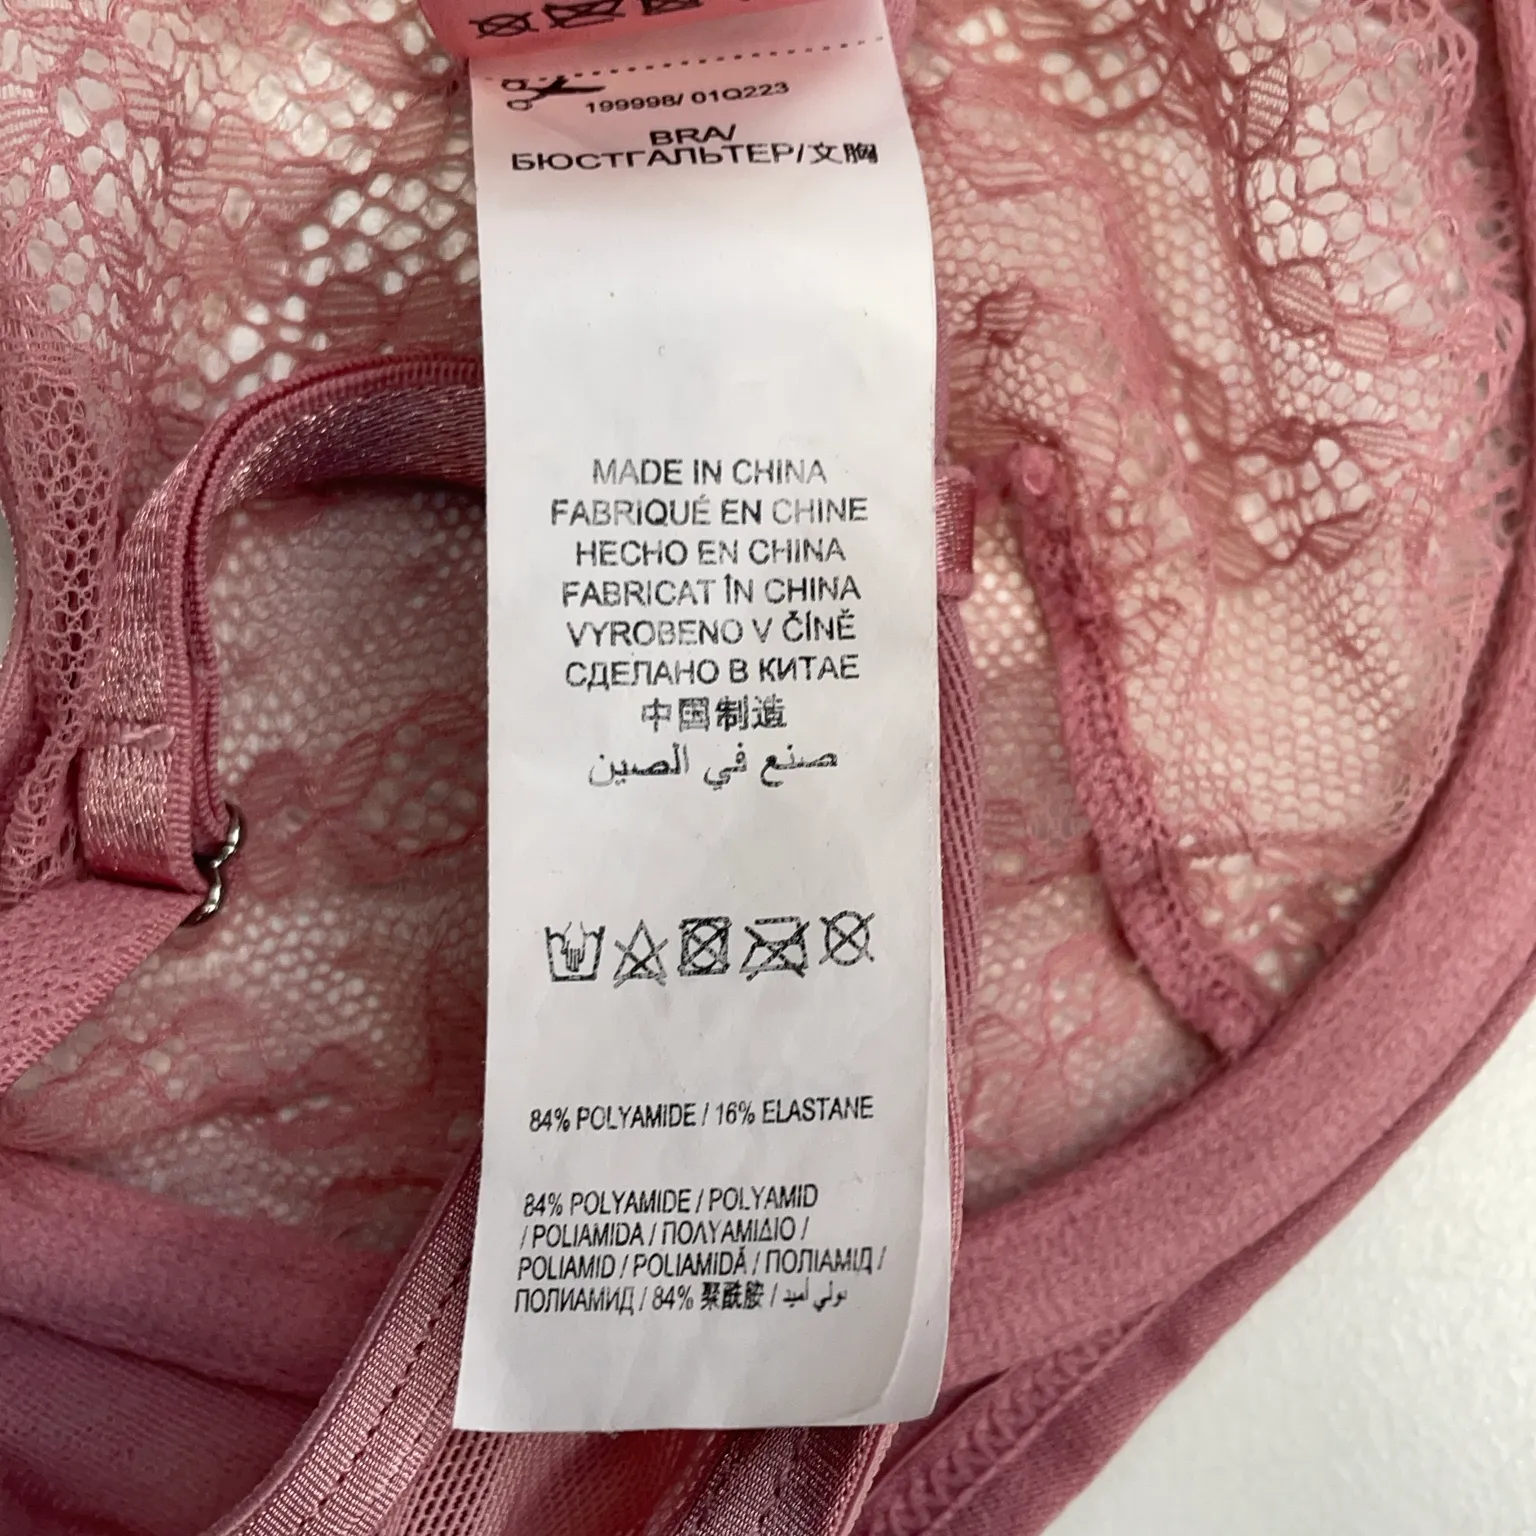 199998/ 01Q223
BRA/
БЮСТГАЛЬТЕР/文胸
MADE IN CHINA
FABRIQUÉ EN CHINE
HECHO EN CHINA
FABRICAT ÎN CHINA
VYROBENO V ČÍNĚ
СДЕЛАНО В КИТАЕ
中国制造
صنع في الصين
84% POLYAMIDE / 16% ELASTANE
84% POLYAMIDE / POLYAMID
/ POLIAMIDA / ΠΟΛΥΑΜΙΔΙΟ /
POLIAMID / POLIAMIDĂ / ПОЛІАМІД /
ПОЛИАМИД / 84% 聚酰胺 / بولي أميد